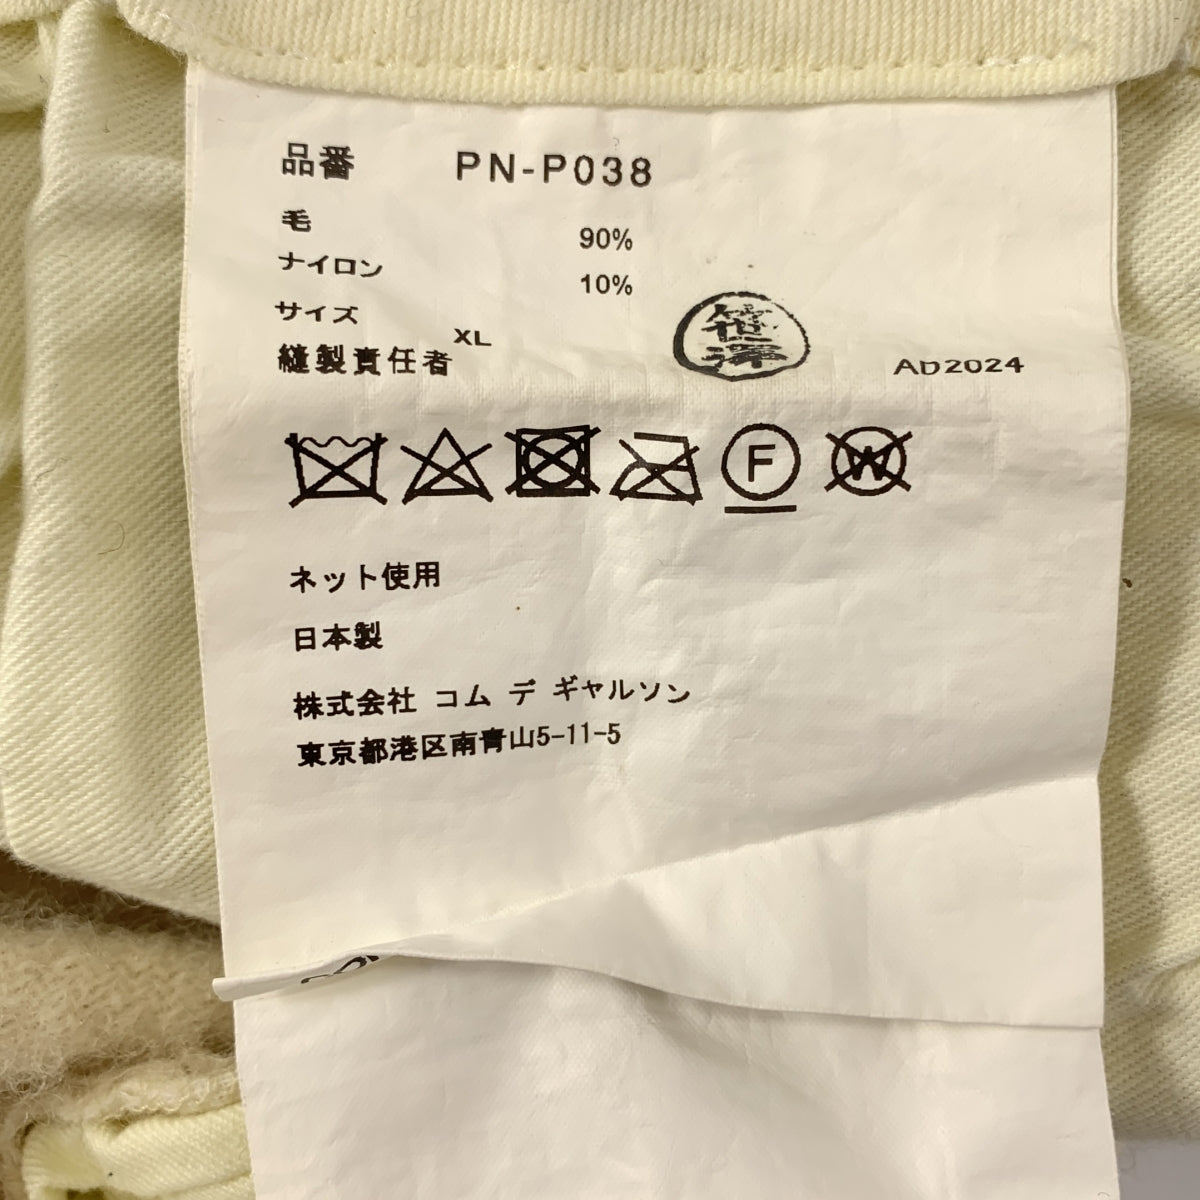 品番 PN-P038
毛 90%
ナイロン 10%
サイズ XL
縫製責任者 笹澤 AD2024
F W
ネット使用
日本製
株式会社 コム デ ギャルソン
東京都港区南青山5-11-5